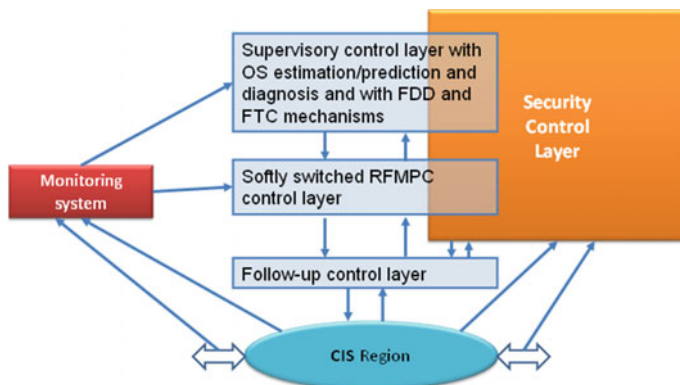 Supervisory control layer with
OS estimation/prediction and
diagnosis and with FDD and
FTC mechanisms
Security
Control
Layer
Monitoring
system
Softly switched RFMPC
control layer
Follow-up control layer
CIS Region